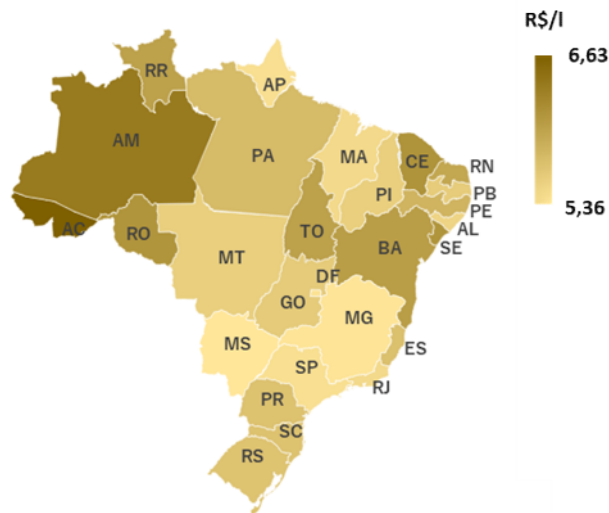 R$/l
6,63
5,36
RR
AP
AM
PA
MA
CE
RN
PI
PB
PE
AL
SE
AC
RO
TO
BA
MT
DF
GO
MG
ES
MS
SP
RJ
PR
SC
RS